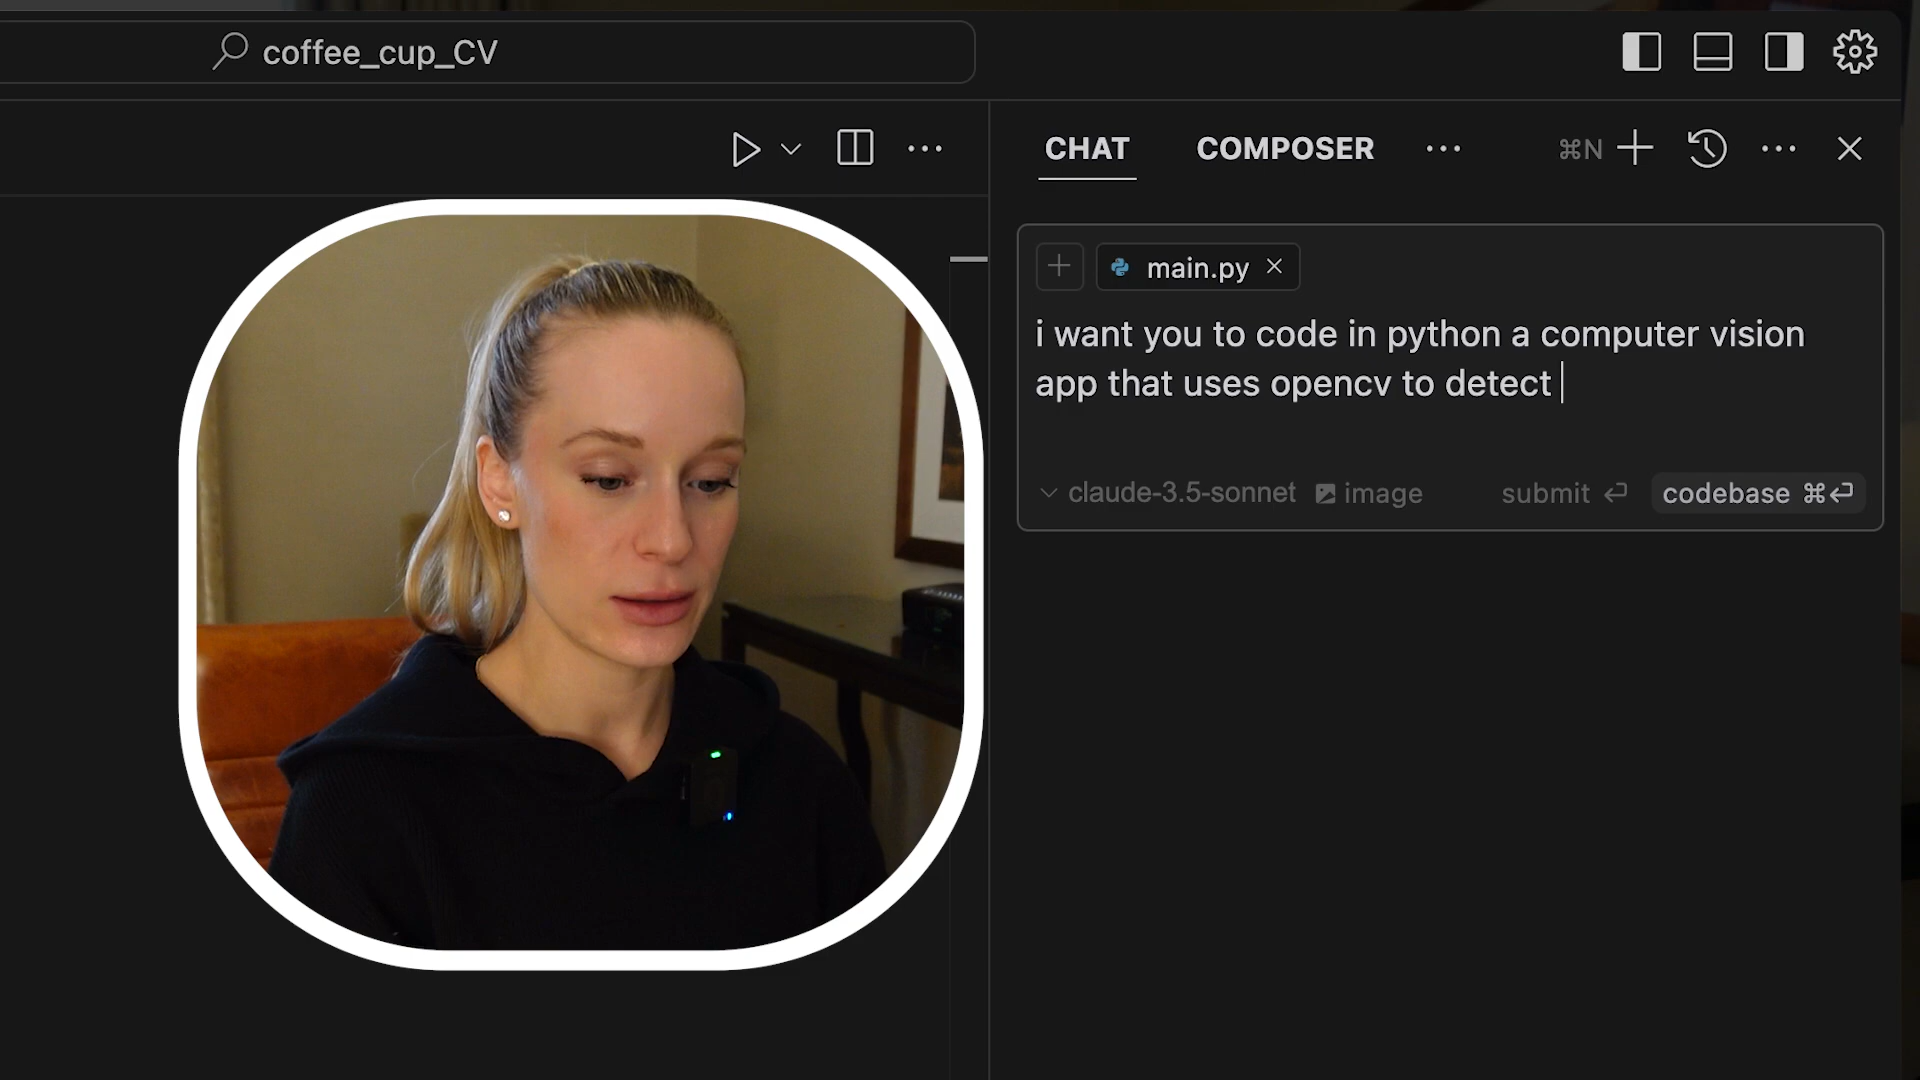 coffee_cup_CV
CHAT COMPOSER ⌘N
main.py
i want you to code in python a computer vision
app that uses opencv to detect
claude-3.5-sonnet image submit codebase ⌘